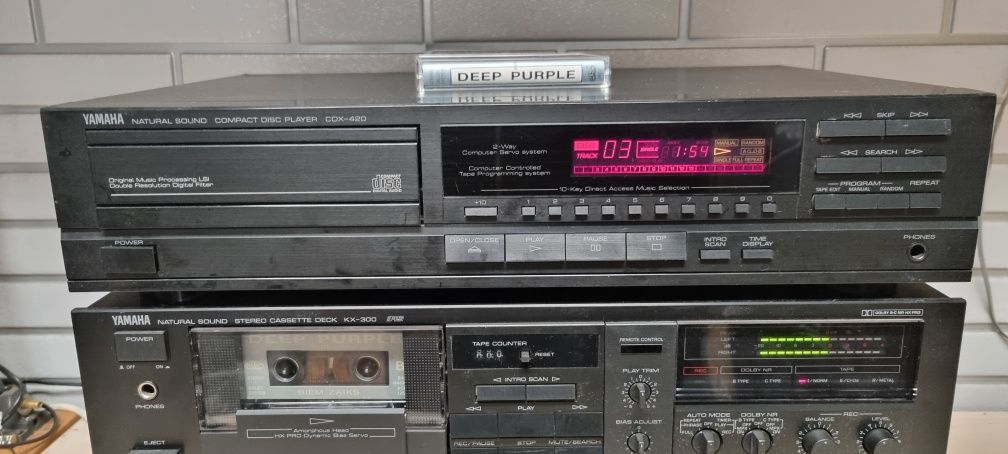 DEEP PURPLE
YAMAHA NATURAL SOUND COMPACT DISC PLAYER CDX-420
Original Music Processing LSI
Double Resolution Digital Filter
COMPACT
disc
DIGITAL AUDIO
2-Way
Computer Servo system
Computer Controlled
Tape Programming system
TRACK 03 SINGLE 1:54
MANUAL RANDOM
SINGLE FULL REPEAT
10-Key Direct Access Music Selection
+10 1 2 3 4 5 6 7 8 9 0
SKIP
SEARCH
PROGRAM REPEAT
TAPE EDIT MANUAL RANDOM
POWER
OPEN/CLOSE PLAY PAUSE STOP
INTRO SCAN
TIME DISPLAY
PHONES
YAMAHA NATURAL SOUND STEREO CASSETTE DECK KX-300
DOLBY B-C NR HX PRO
POWER
OFF ON
PHONES
EJECT
DEEP PURPLE
B
BIEM ZAIKS
Amorphous Head
HX PRO Dynamic Bias Servo
TAPE COUNTER
RESET
INTRO SCAN
PLAY
REC/PAUSE STOP MUTE/SEARCH
REMOTE CONTROL
PLAY TRIM
BIAS ADJUST
LEFT
dB
RIGHT
REC DOLBY NR TAPE
B TYPE C TYPE I/NORM II/CrO2 IV/METAL
AUTO MODE DOLBY NR
REC
BALANCE LEVEL